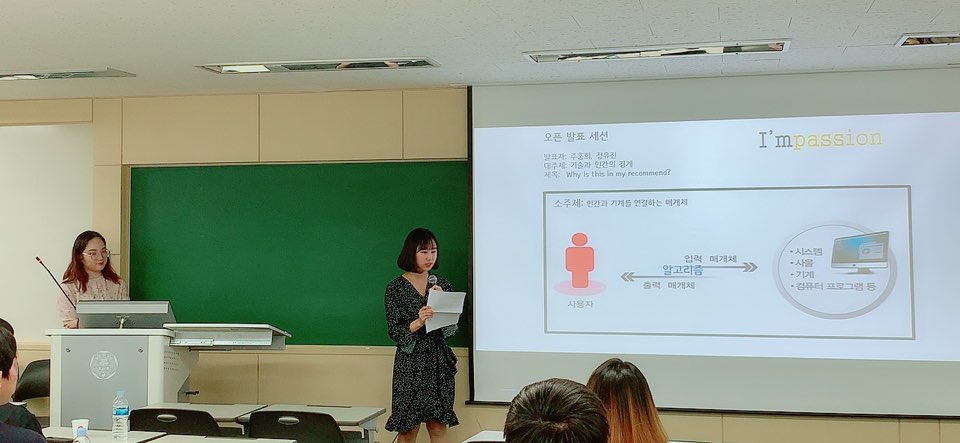 오픈 발표 세션
I'mpassion
발표자: 주홍희, 정류진
대주제: 기술과 인간의 경계
제목: Why is this in my recommend?
소주제: 인간과 기계를 연결하는 매개체
입력 매개체
알고리즘
출력 매개체
사용자
• 시스템
• 사물
• 기계
• 컴퓨터 프로그램 등